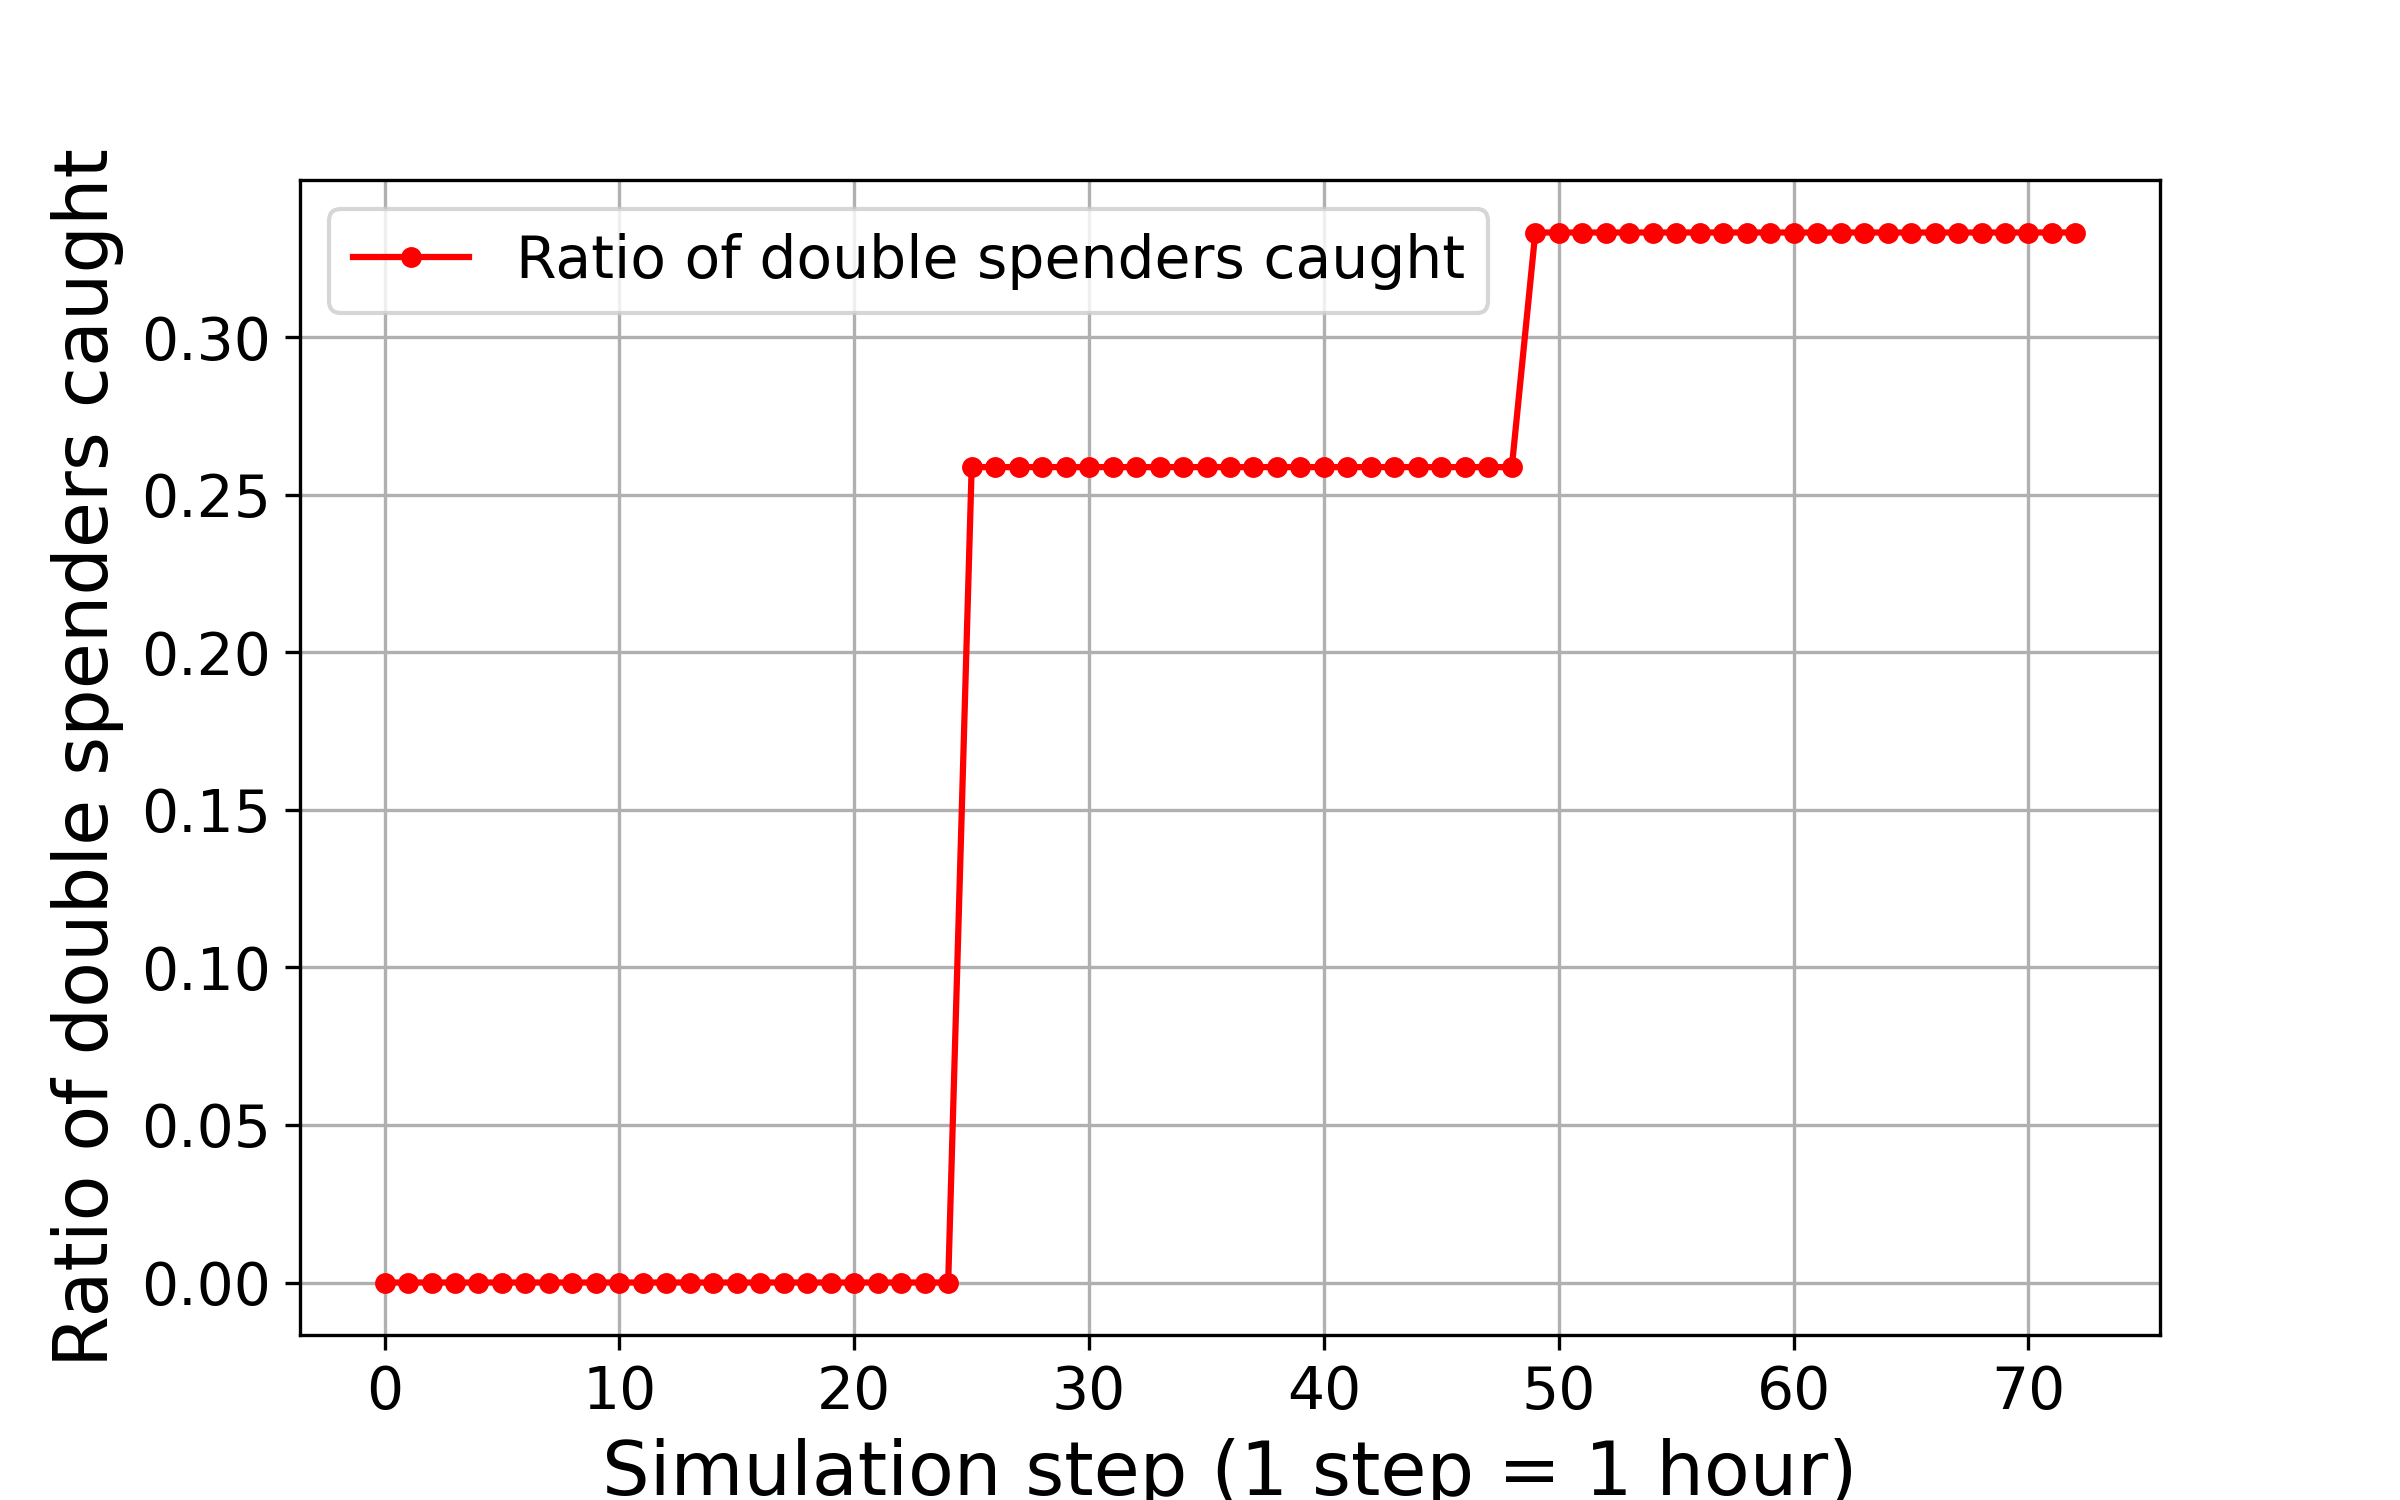 Ratio of double spenders caught
Ratio of double spenders caught
0.30
0.25
0.20
0.15
0.10
0.05
0.00
0 10 20 30 40 50 60 70
Simulation step (1 step = 1 hour)